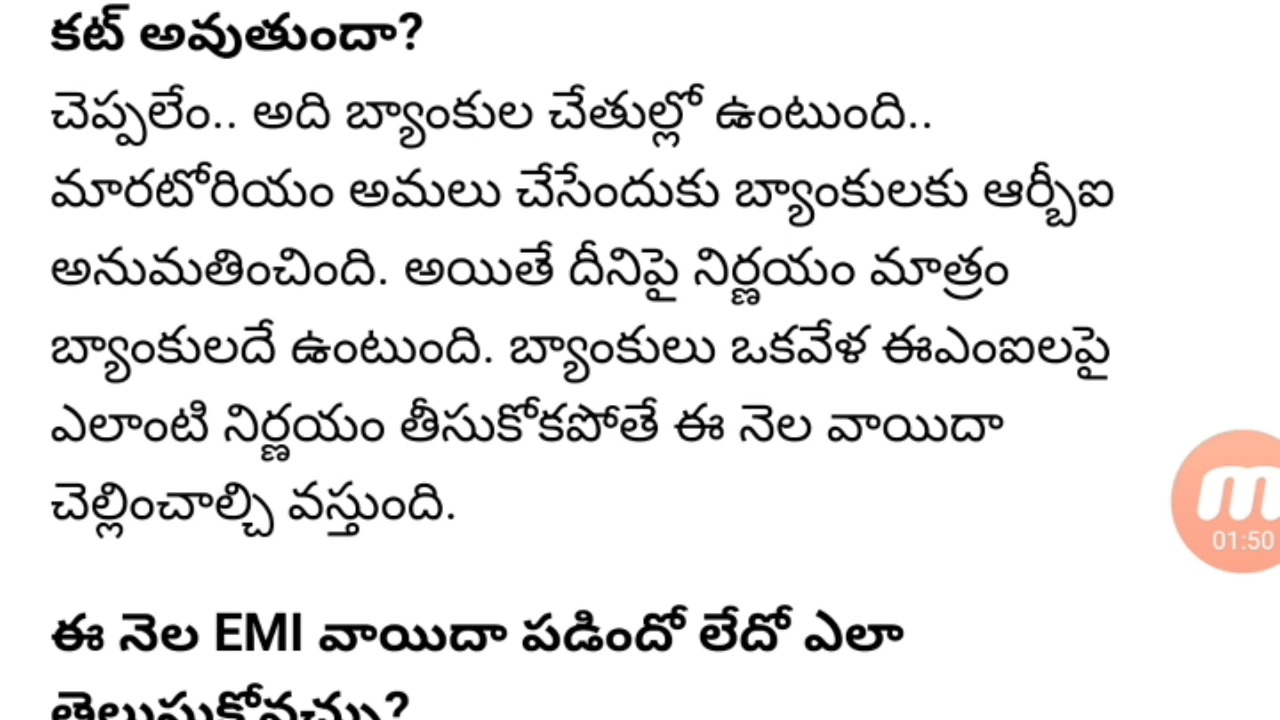 కట్ అవుతుందా?
చెప్పలేం.. అది బ్యాంకుల చేతుల్లో ఉంటుంది..
మారటోరియం అమలు చేసేందుకు బ్యాంకులకు ఆర్బీఐ
అనుమతించింది. అయితే దీనిపై నిర్ణయం మాత్రం
బ్యాంకులదే ఉంటుంది. బ్యాంకులు ఒకవేళ ఈఎంఐలపై
ఎలాంటి నిర్ణయం తీసుకోకపోతే ఈ నెల వాయిదా
చెల్లించాల్సి వస్తుంది.
m
01:50
ఈ నెల EMI వాయిదా పడిందో లేదో ఎలా
తెలుసుకోవచ్చు?